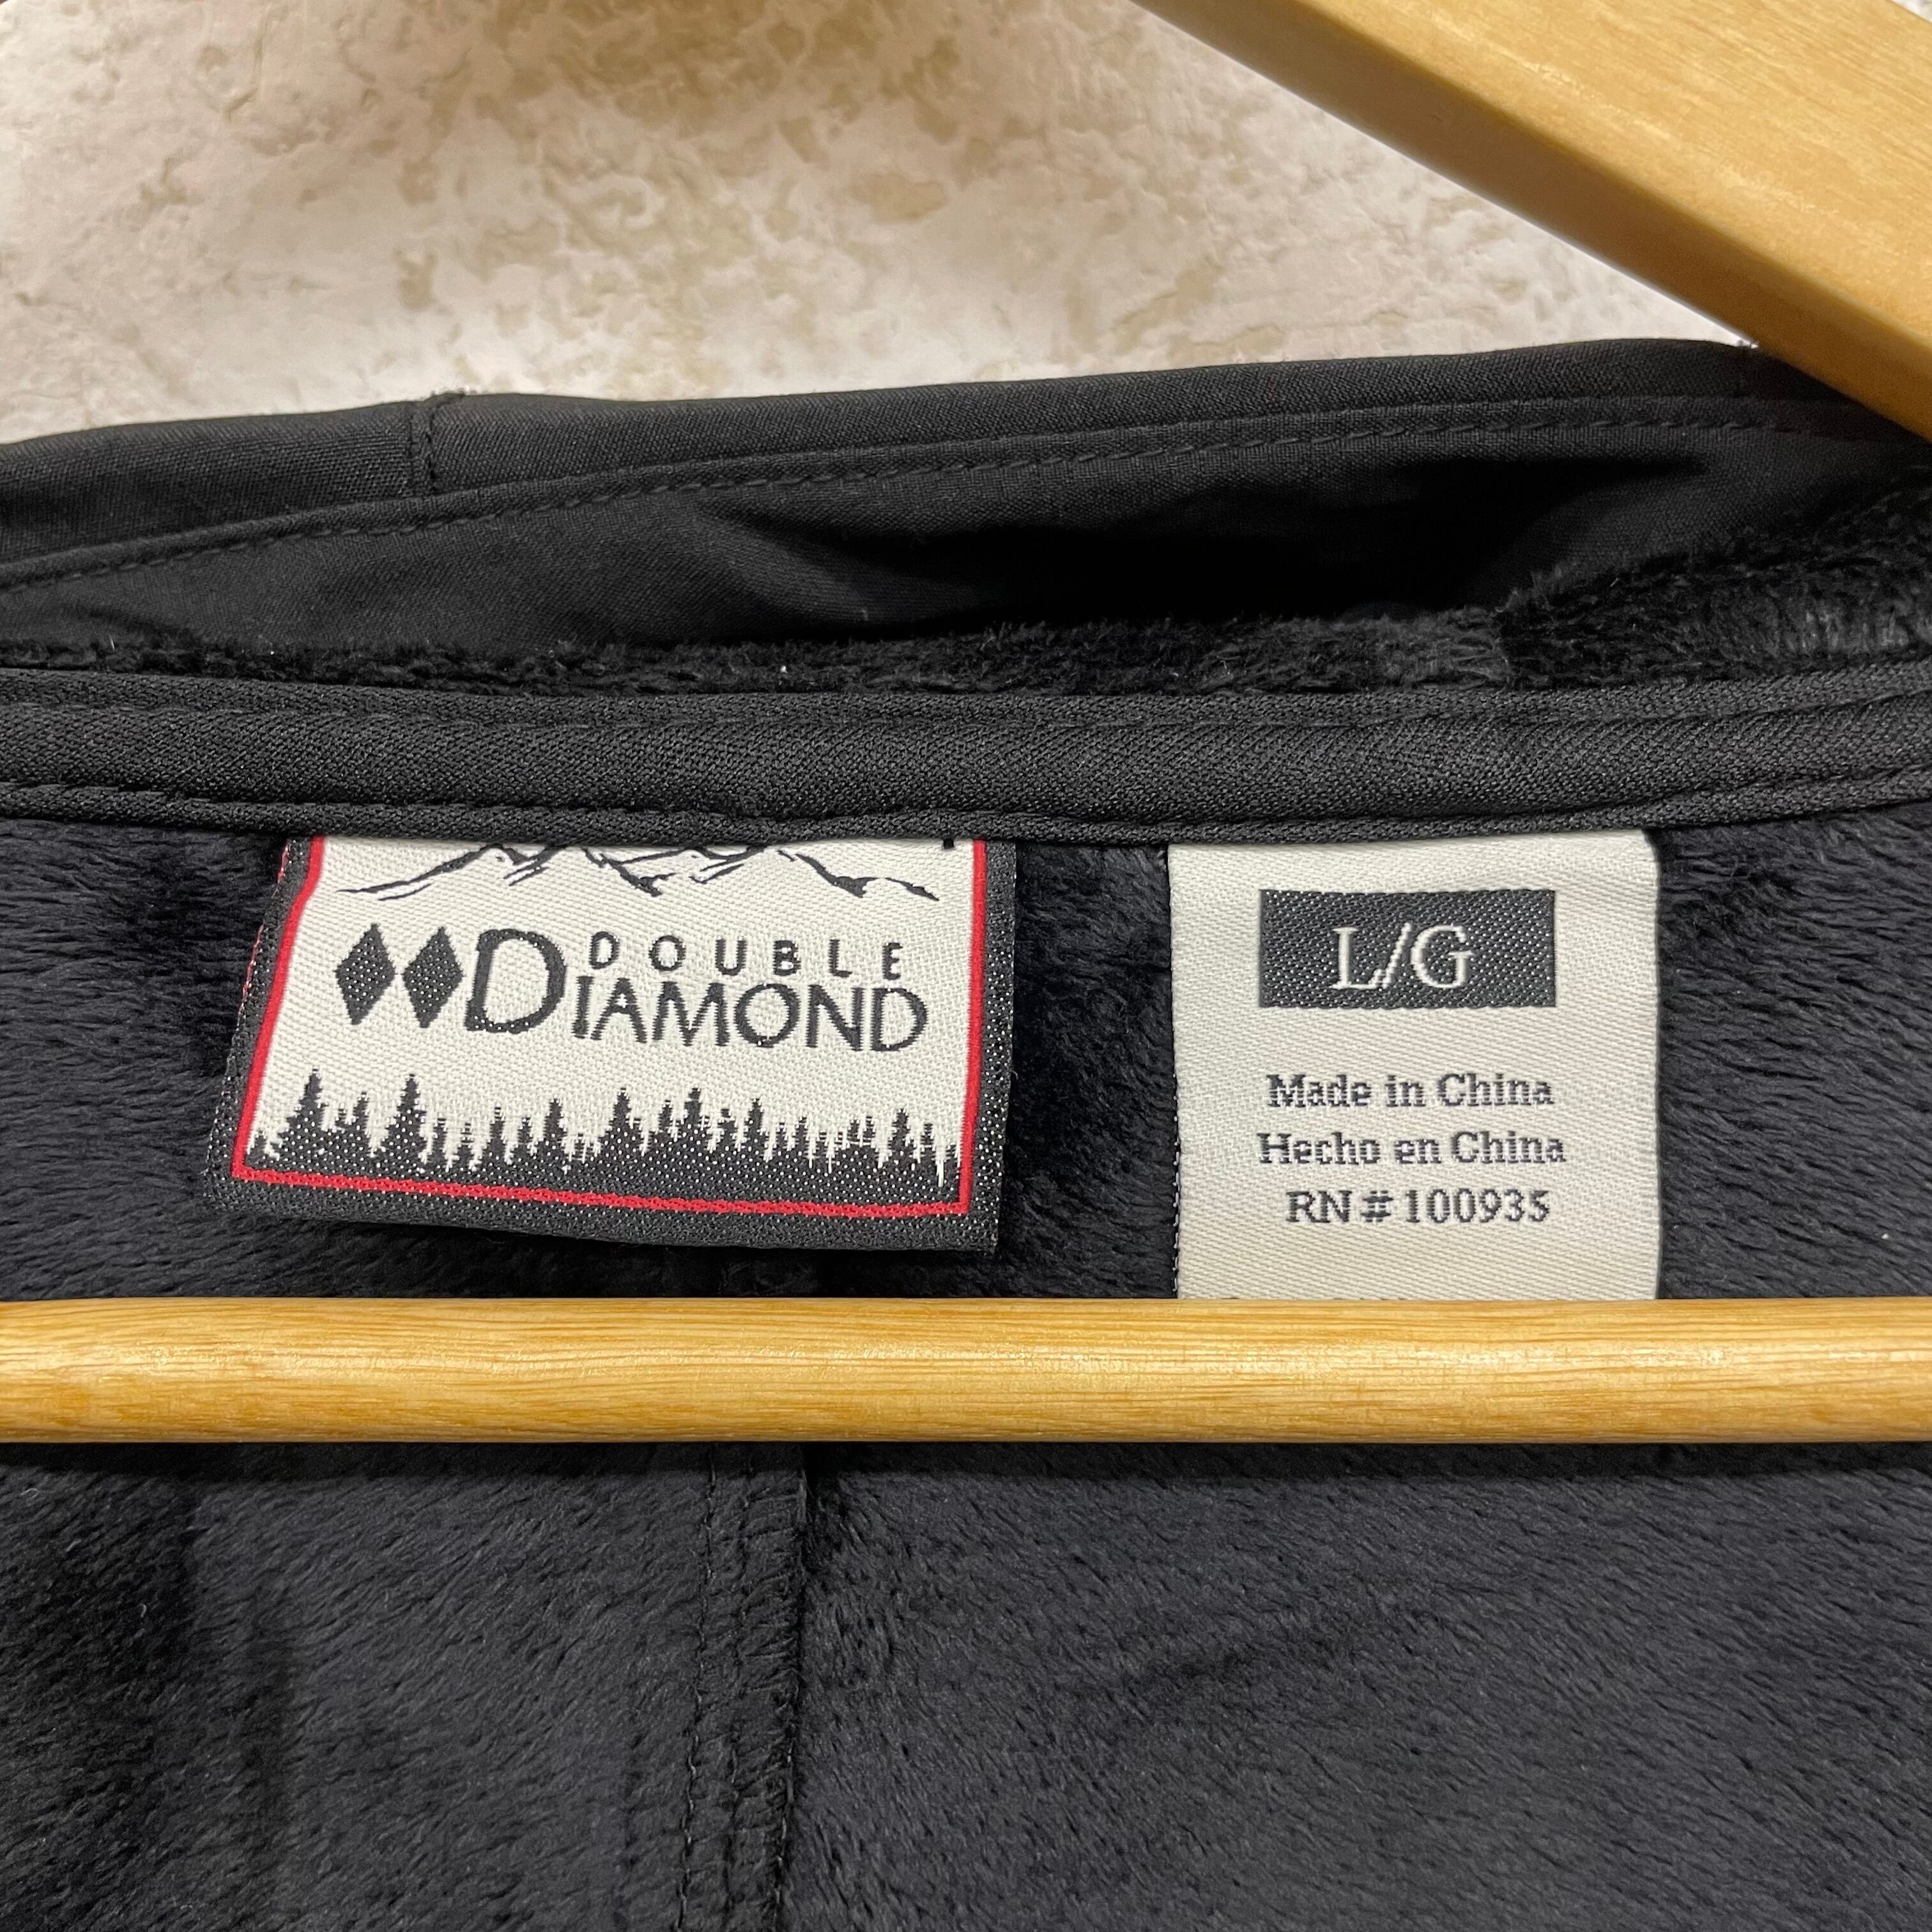 DOUBLE
DIAMOND
L/G
Made in China
Hecho en China
RN # 100935